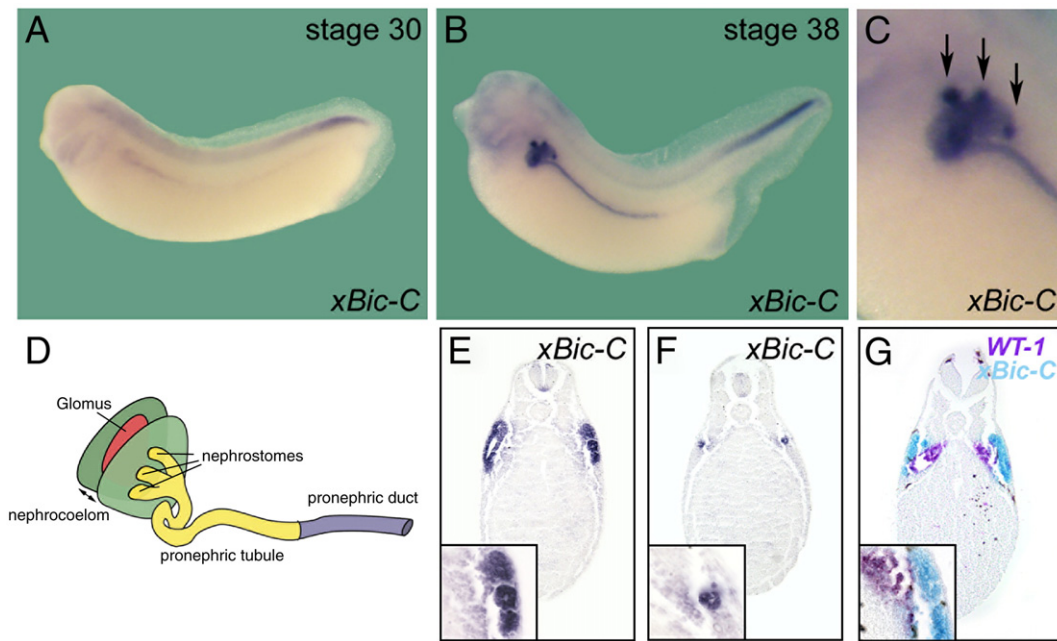 A
stage 30
xBic-C
B
stage 38
xBic-C
C
xBic-C
D
Glomus
nephrostomes
nephrocoelom
pronephric duct
pronephric tubule
E
xBic-C
F
xBic-C
G
WT-1
xBic-C